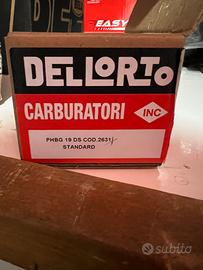 EASY
DELLORTO
CARBURATORI
INC
PHBG 19 DS COD.2631
STANDARD
subito